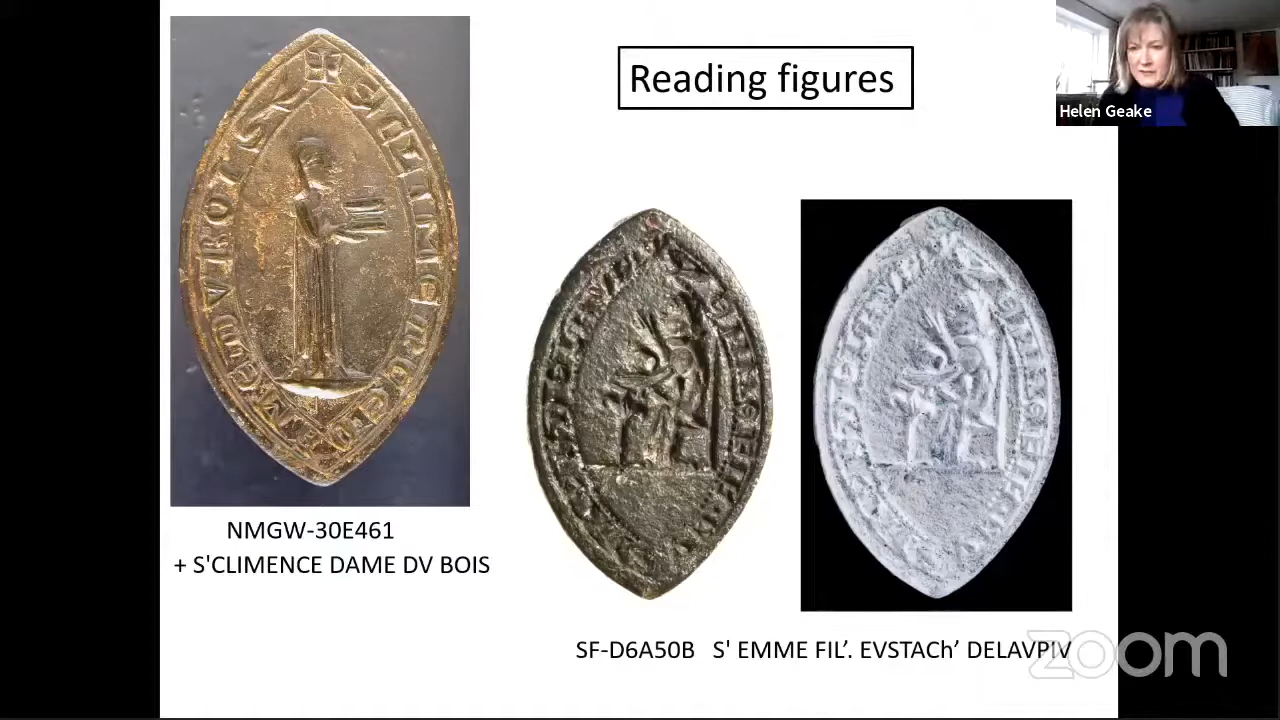 Reading figures
Helen Geake
NMGW-30E461
+ S'CLIMENCE DAME DV BOIS
SF-D6A50B S' EMME FIL’. EVSTACh’ DELAVPIV
zoom